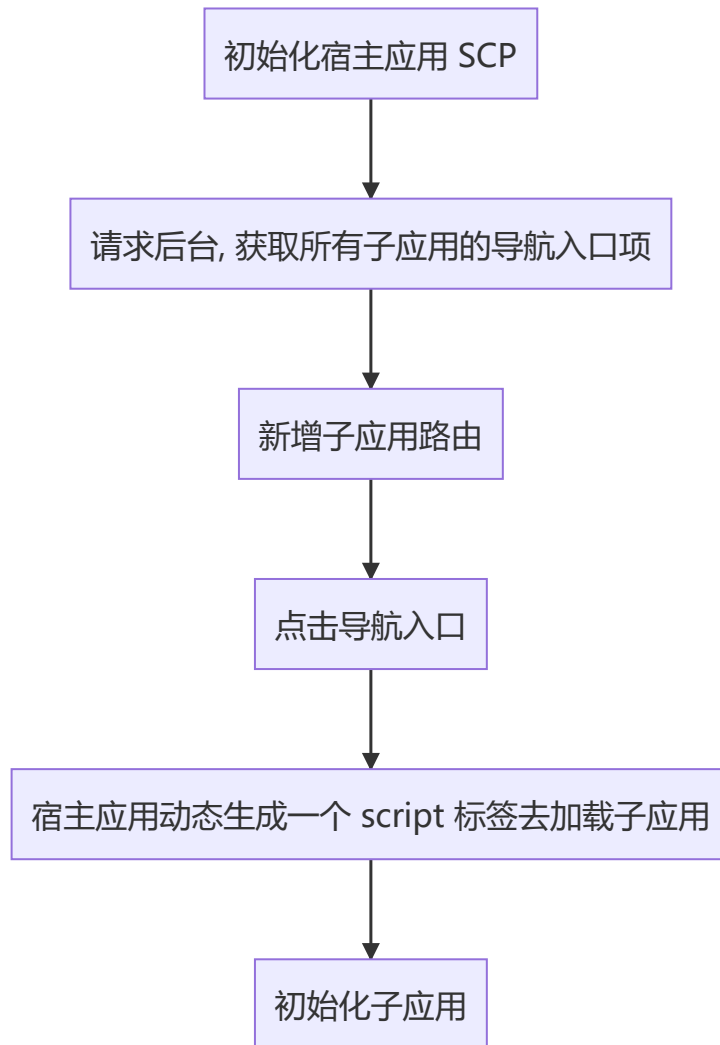 初始化宿主应用 SCP
请求后台, 获取所有子应用的导航入口项
新增子应用路由
点击导航入口
宿主应用动态生成一个 script 标签去加载子应用
初始化子应用